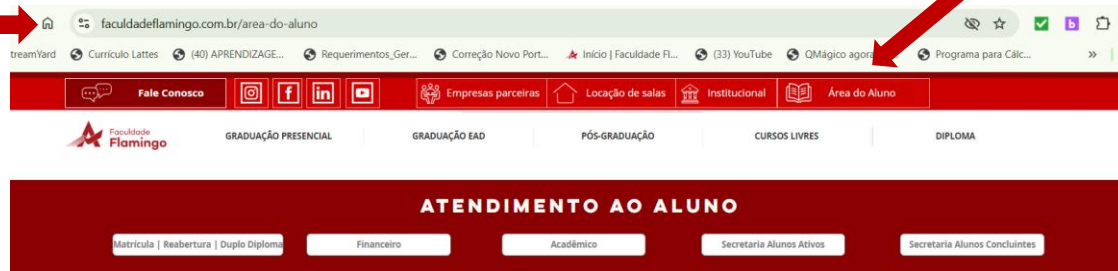 faculdadeflamingo.com.br/area-do-aluno
treamYard Currículo Lattes (40) APRENDIZAGE... Requerimentos_Ger... Correção Novo Port... Início | Faculdade Fl... (33) YouTube QMágico agora Programa para Cálc... »
Fale Conosco Empresas parceiras Locação de salas Institucional Área do Aluno
Faculdade
Flamingo
GRADUAÇÃO PRESENCIAL GRADUAÇÃO EAD PÓS-GRADUAÇÃO CURSOS LIVRES DIPLOMA
ATENDIMENTO AO ALUNO
Matrícula | Reabertura | Duplo Diploma Financeiro Acadêmico Secretaria Alunos Ativos Secretaria Alunos Concluintes